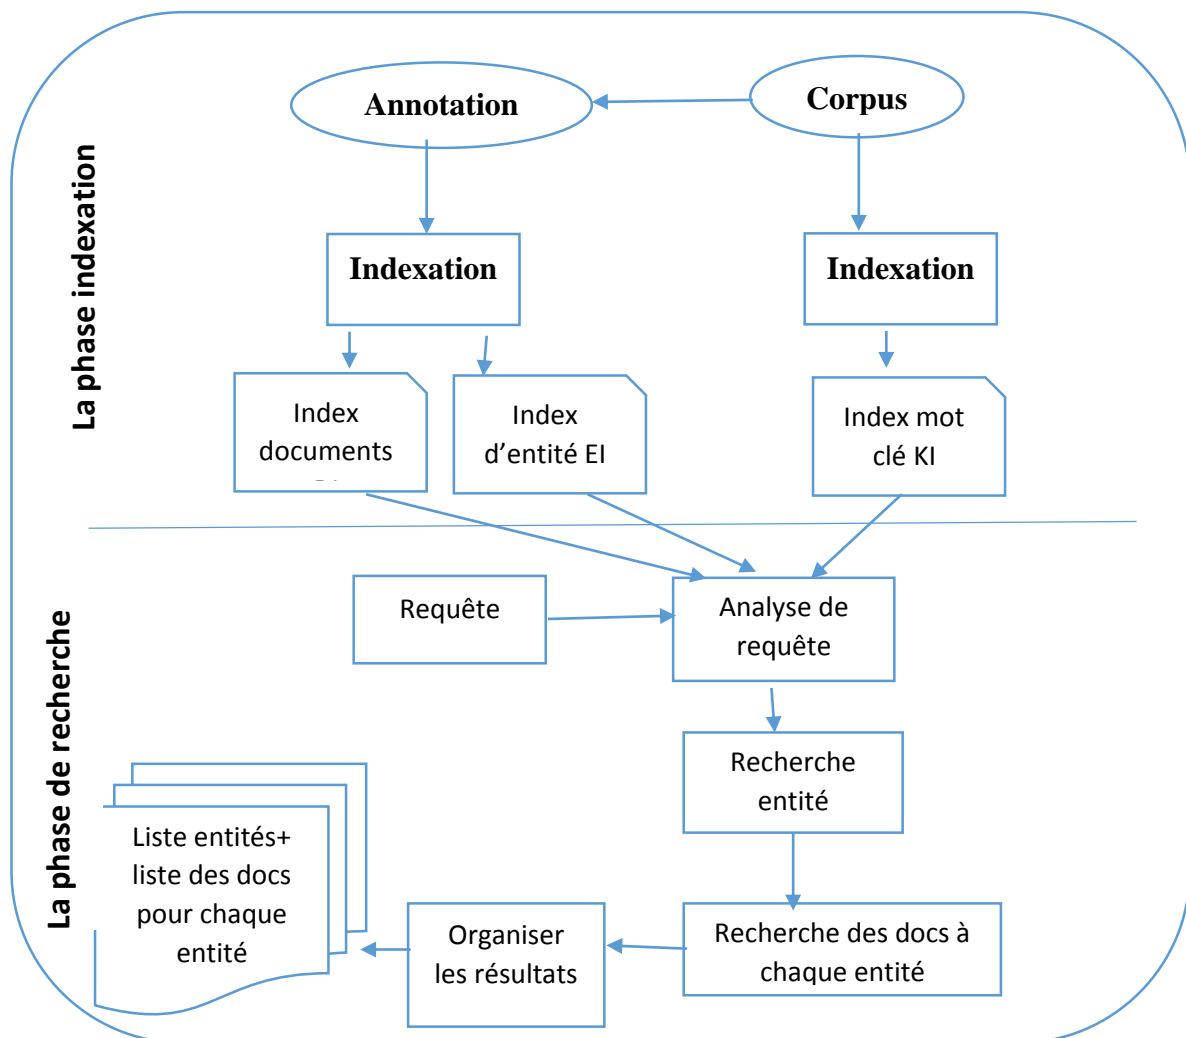 La phase indexation
Annotation
Corpus
Indexation
Indexation
Index
documents
Index
d’entité EI
Index mot
clé KI
La phase de recherche
Requête
Analyse de
requête
Recherche
entité
Recherche des docs à
chaque entité
Organiser
les résultats
Liste entités+
liste des docs
pour chaque
entité